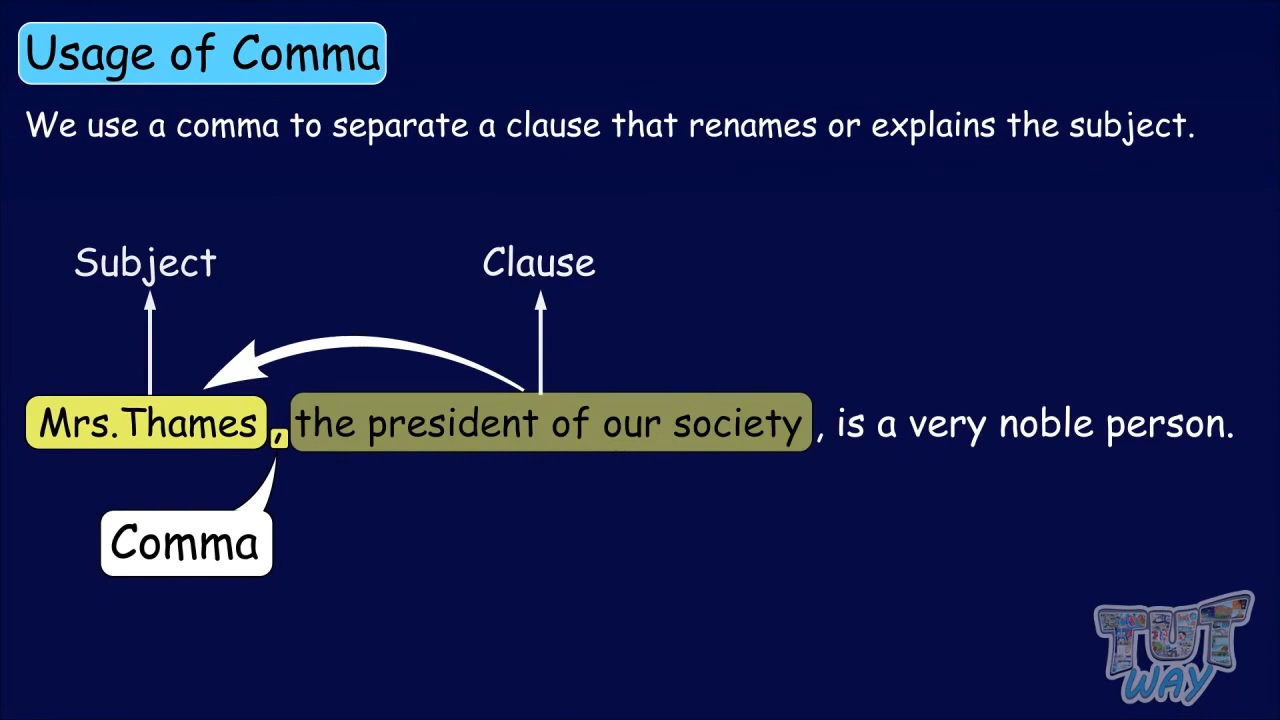 Usage of Comma
We use a comma to separate a clause that renames or explains the subject.
Subject
Clause
Mrs.Thames, the president of our society, is a very noble person.
Comma
TUT
WAY